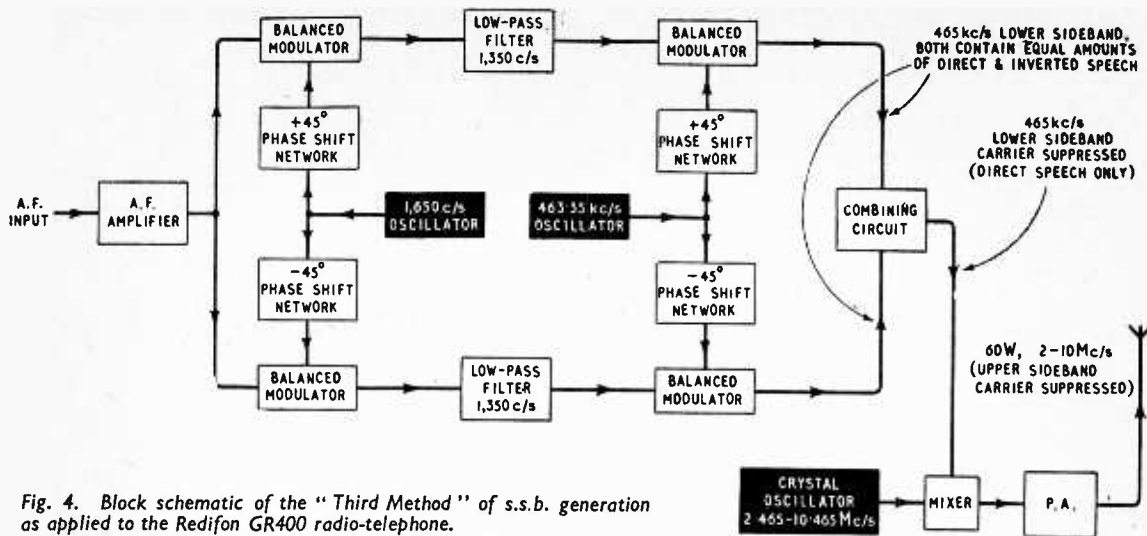 BALANCED
MODULATOR
LOW-PASS
FILTER
1,350 c/s
BALANCED
MODULATOR
465 kc/s LOWER SIDEBAND,
BOTH CONTAIN EQUAL AMOUNTS
OF DIRECT & INVERTED SPEECH
+45°
PHASE SHIFT
NETWORK
+45°
PHASE SHIFT
NETWORK
465 kc/s
LOWER SIDEBAND
CARRIER SUPPRESSED
(DIRECT SPEECH ONLY)
A.F.
INPUT
A.F.
AMPLIFIER
1,650 c/s
OSCILLATOR
463·35 kc/s
OSCILLATOR
COMBINING
CIRCUIT
-45°
PHASE SHIFT
NETWORK
-45°
PHASE SHIFT
NETWORK
60W, 2-10Mc/s
(UPPER SIDEBAND
CARRIER SUPPRESSED)
BALANCED
MODULATOR
LOW-PASS
FILTER
1,350 c/s
BALANCED
MODULATOR
CRYSTAL
OSCILLATOR
2·465-10·465 Mc/s
MIXER
P.A.
Fig. 4. Block schematic of the " Third Method " of s.s.b. generation
as applied to the Redifon GR400 radio-telephone.